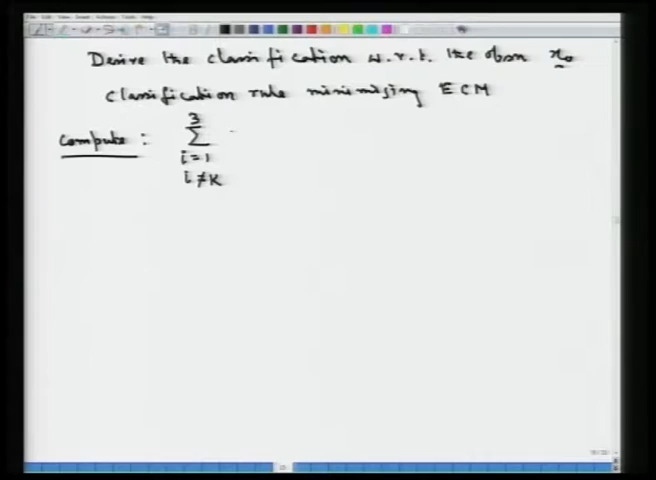 Derive the classification w.r.t. the obsn x₀
classification rule minimising ECM
Compute : 3
Σ
i=1
i≠K